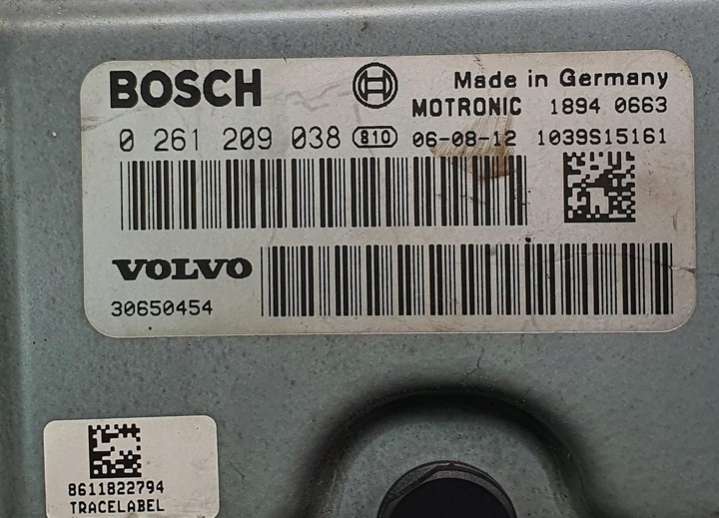 BOSCH Made in Germany
MOTRONIC 1894 0663
0 261 209 038 810 06-08-12 1039S15161
VOLVO
30650454
8611822794
TRACELABEL